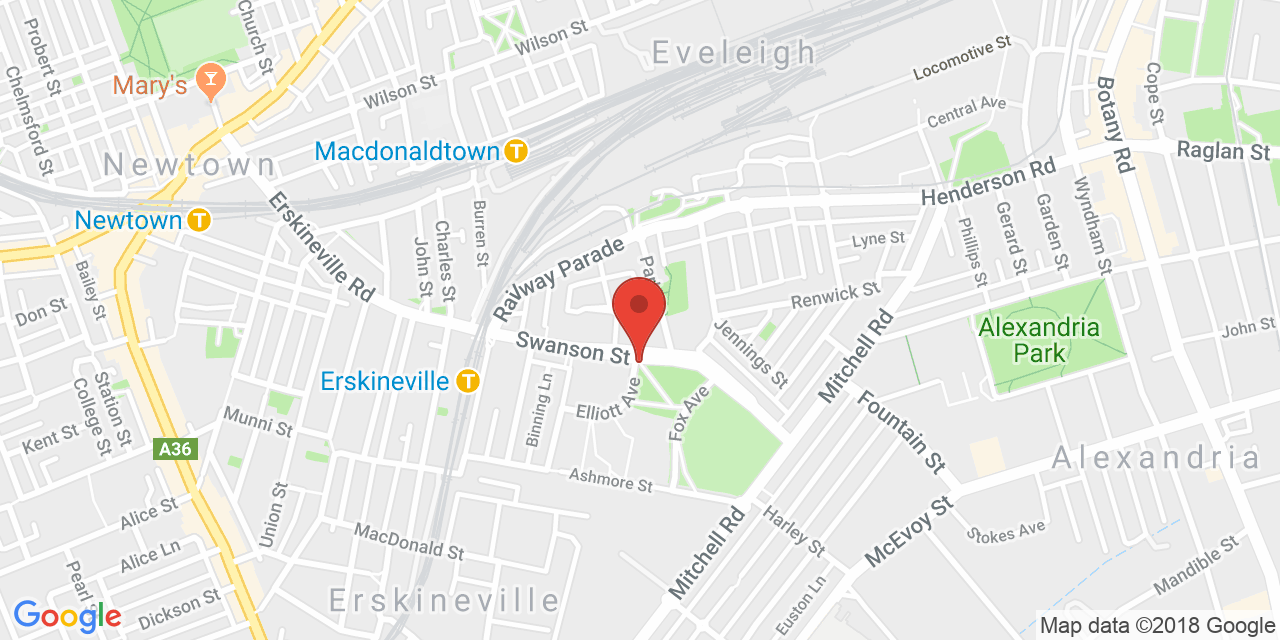 Probert St
Church St
Wilson St
Eveleigh
Locomotive St
Chelmsford St
Mary's
Wilson St
Botany Rd
Cope St
Central Ave
Newtown
Macdonaldtown T
Raglan St
Henderson Rd
Newtown T
Erskineville Rd
Burren St
Charles St
John St
Railway Parade
Lyne St
Phillips St
Gerard St
Garden St
Wyndham St
Bailey St
Don St
Renwick St
Jennings St
Mitchell Rd
Alexandria
Park
John St
Swanson St
Erskineville T
Binning Ln
Elliott Ave
Fox Ave
Fountain St
Station St
College St
Kent St
Munni St
A36
Alexandria
Ashmore St
Alice St
Union St
Mitchell Rd
Harley St
McEvoy St
Stokes Ave
Alice Ln
MacDonald St
Mandible St
Pearl St
Dickson St
Erskineville
Euston Ln
Google
Map data ©2018 Google